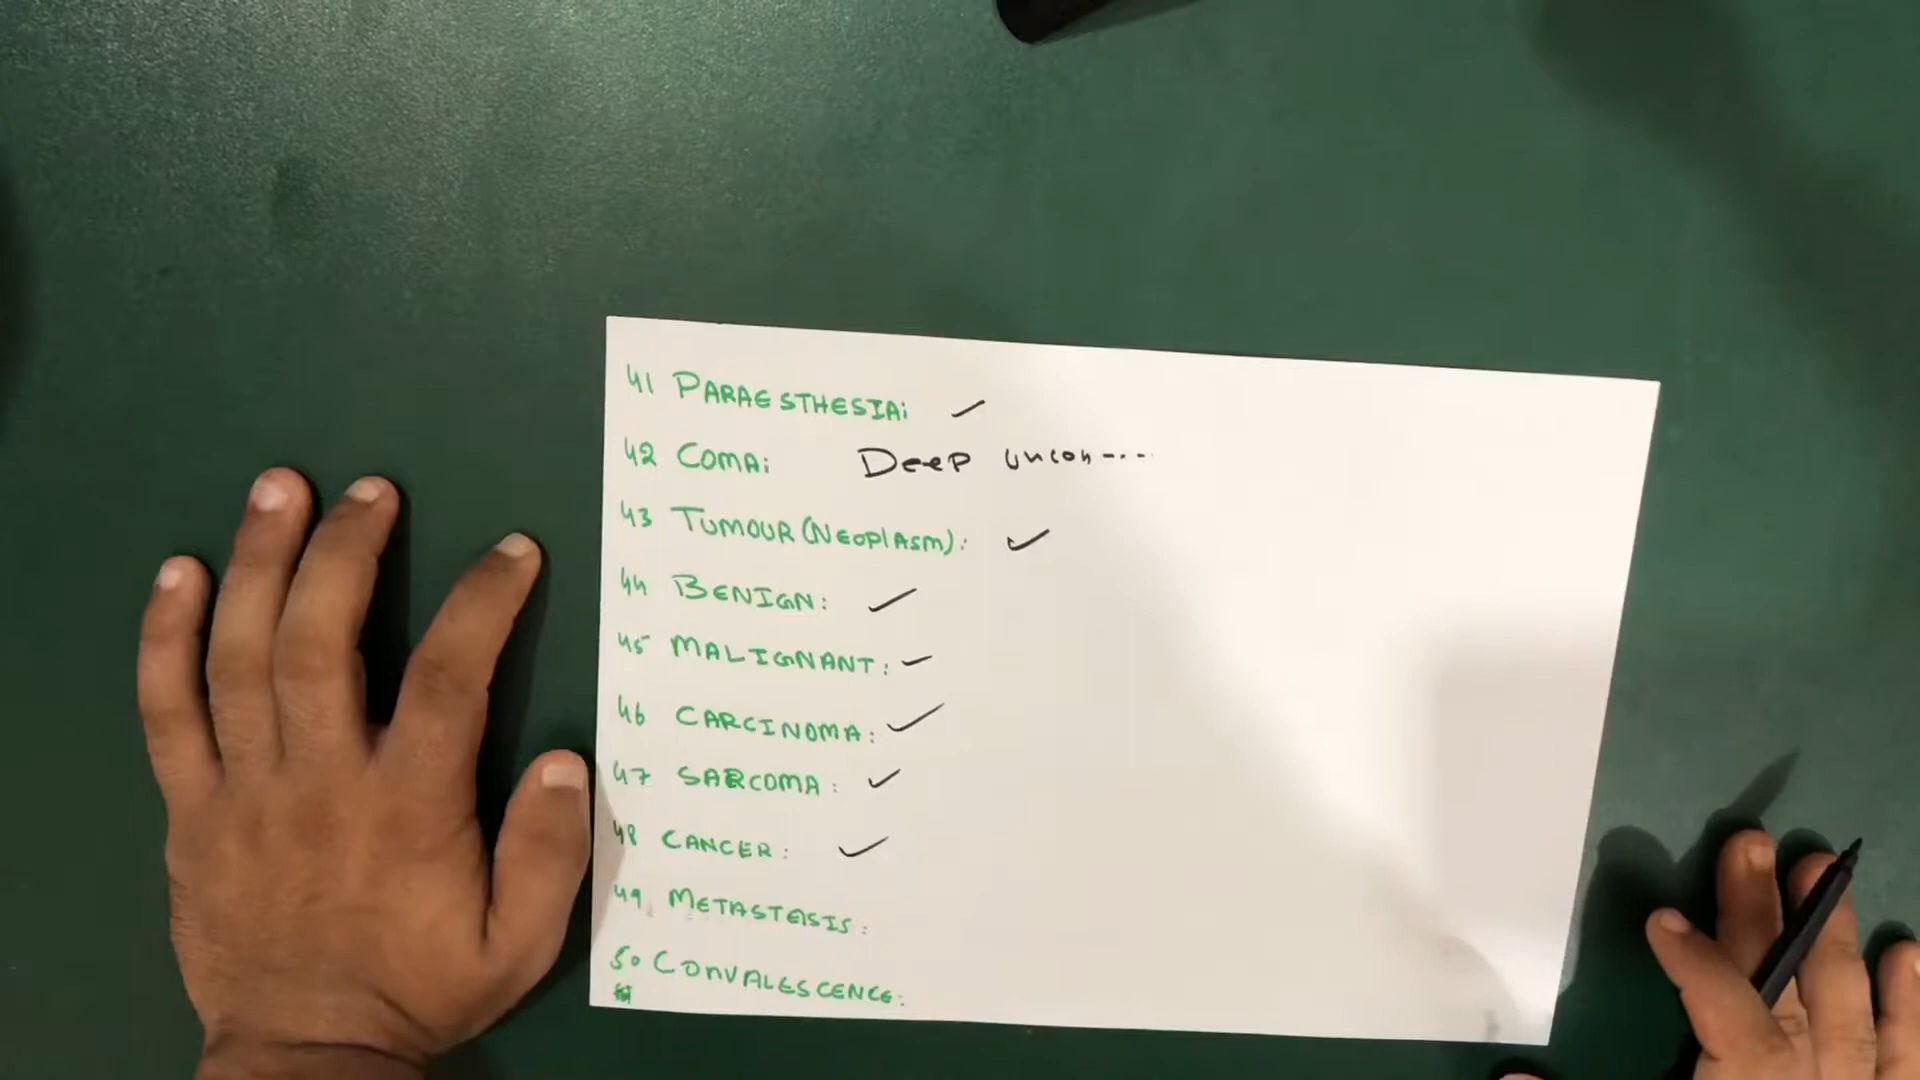 41 PARAESTHESIA:
42 COMA: Deep uncon----
43 TUMOUR (NEOPLASM):
44 BENIGN:
45 MALIGNANT:
46 CARCINOMA:
47 SARCOMA:
48 CANCER:
49 METASTASIS:
50 CONVALESCENCE: